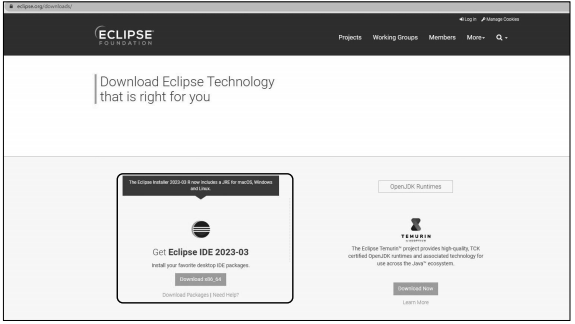 eclipse.org/downloads/
Log in Manage Cookies
ECLIPSE
FOUNDATION
Projects Working Groups Members More
Download Eclipse Technology
that is right for you
The Eclipse Installer 2023-03 R now includes a JRE for macOS, Windows
and Linux.
Get Eclipse IDE 2023-03
Install your favorite desktop IDE packages.
Download x86_64
Download Packages | Need Help?
OpenJDK Runtimes
TEMURIN
The Eclipse Temurin™ project provides high-quality, TCK
certified OpenJDK runtimes and associated technology for
use across the Java™ ecosystem.
Download Now
Learn More